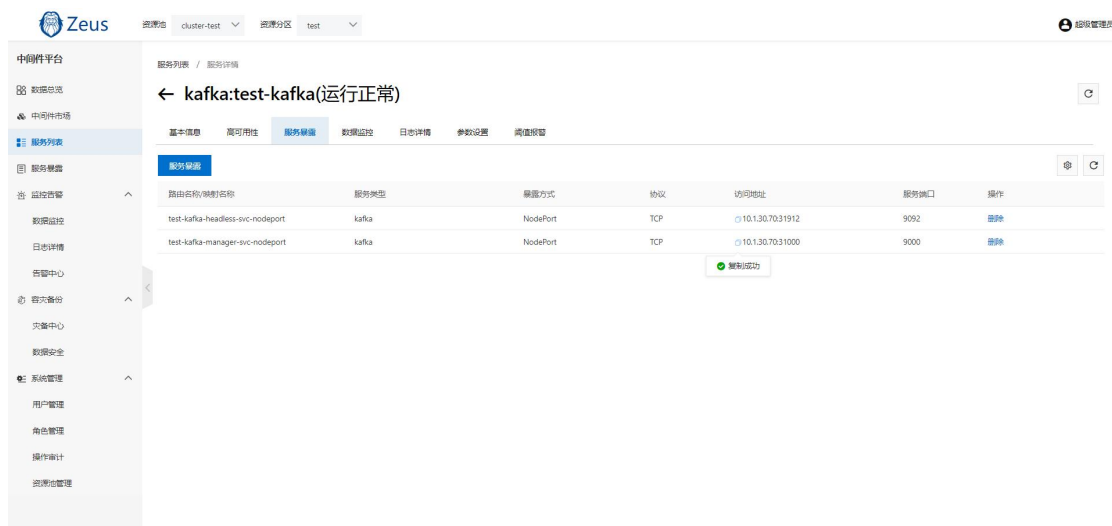 Zeus 资源池 cluster-test 资源分区 test 超级管理员
中间件平台
数据总览
中间件市场
服务列表
服务暴露
监控告警
数据监控
日志详情
告警中心
容灾备份
灾备中心
数据安全
系统管理
用户管理
角色管理
操作审计
资源池管理
服务列表 / 服务详情
kafka:test-kafka(运行正常)
基本信息 高可用性 服务暴露 数据监控 日志详情 参数设置 阈值报警
服务暴露
路由名称/映射名称 服务类型 暴露方式 协议 访问地址 服务端口 操作
test-kafka-headless-svc-nodeport kafka NodePort TCP 10.1.30.70:31912 9092 删除
test-kafka-manager-svc-nodeport kafka NodePort TCP 10.1.30.70:31000 9000 删除
复制成功